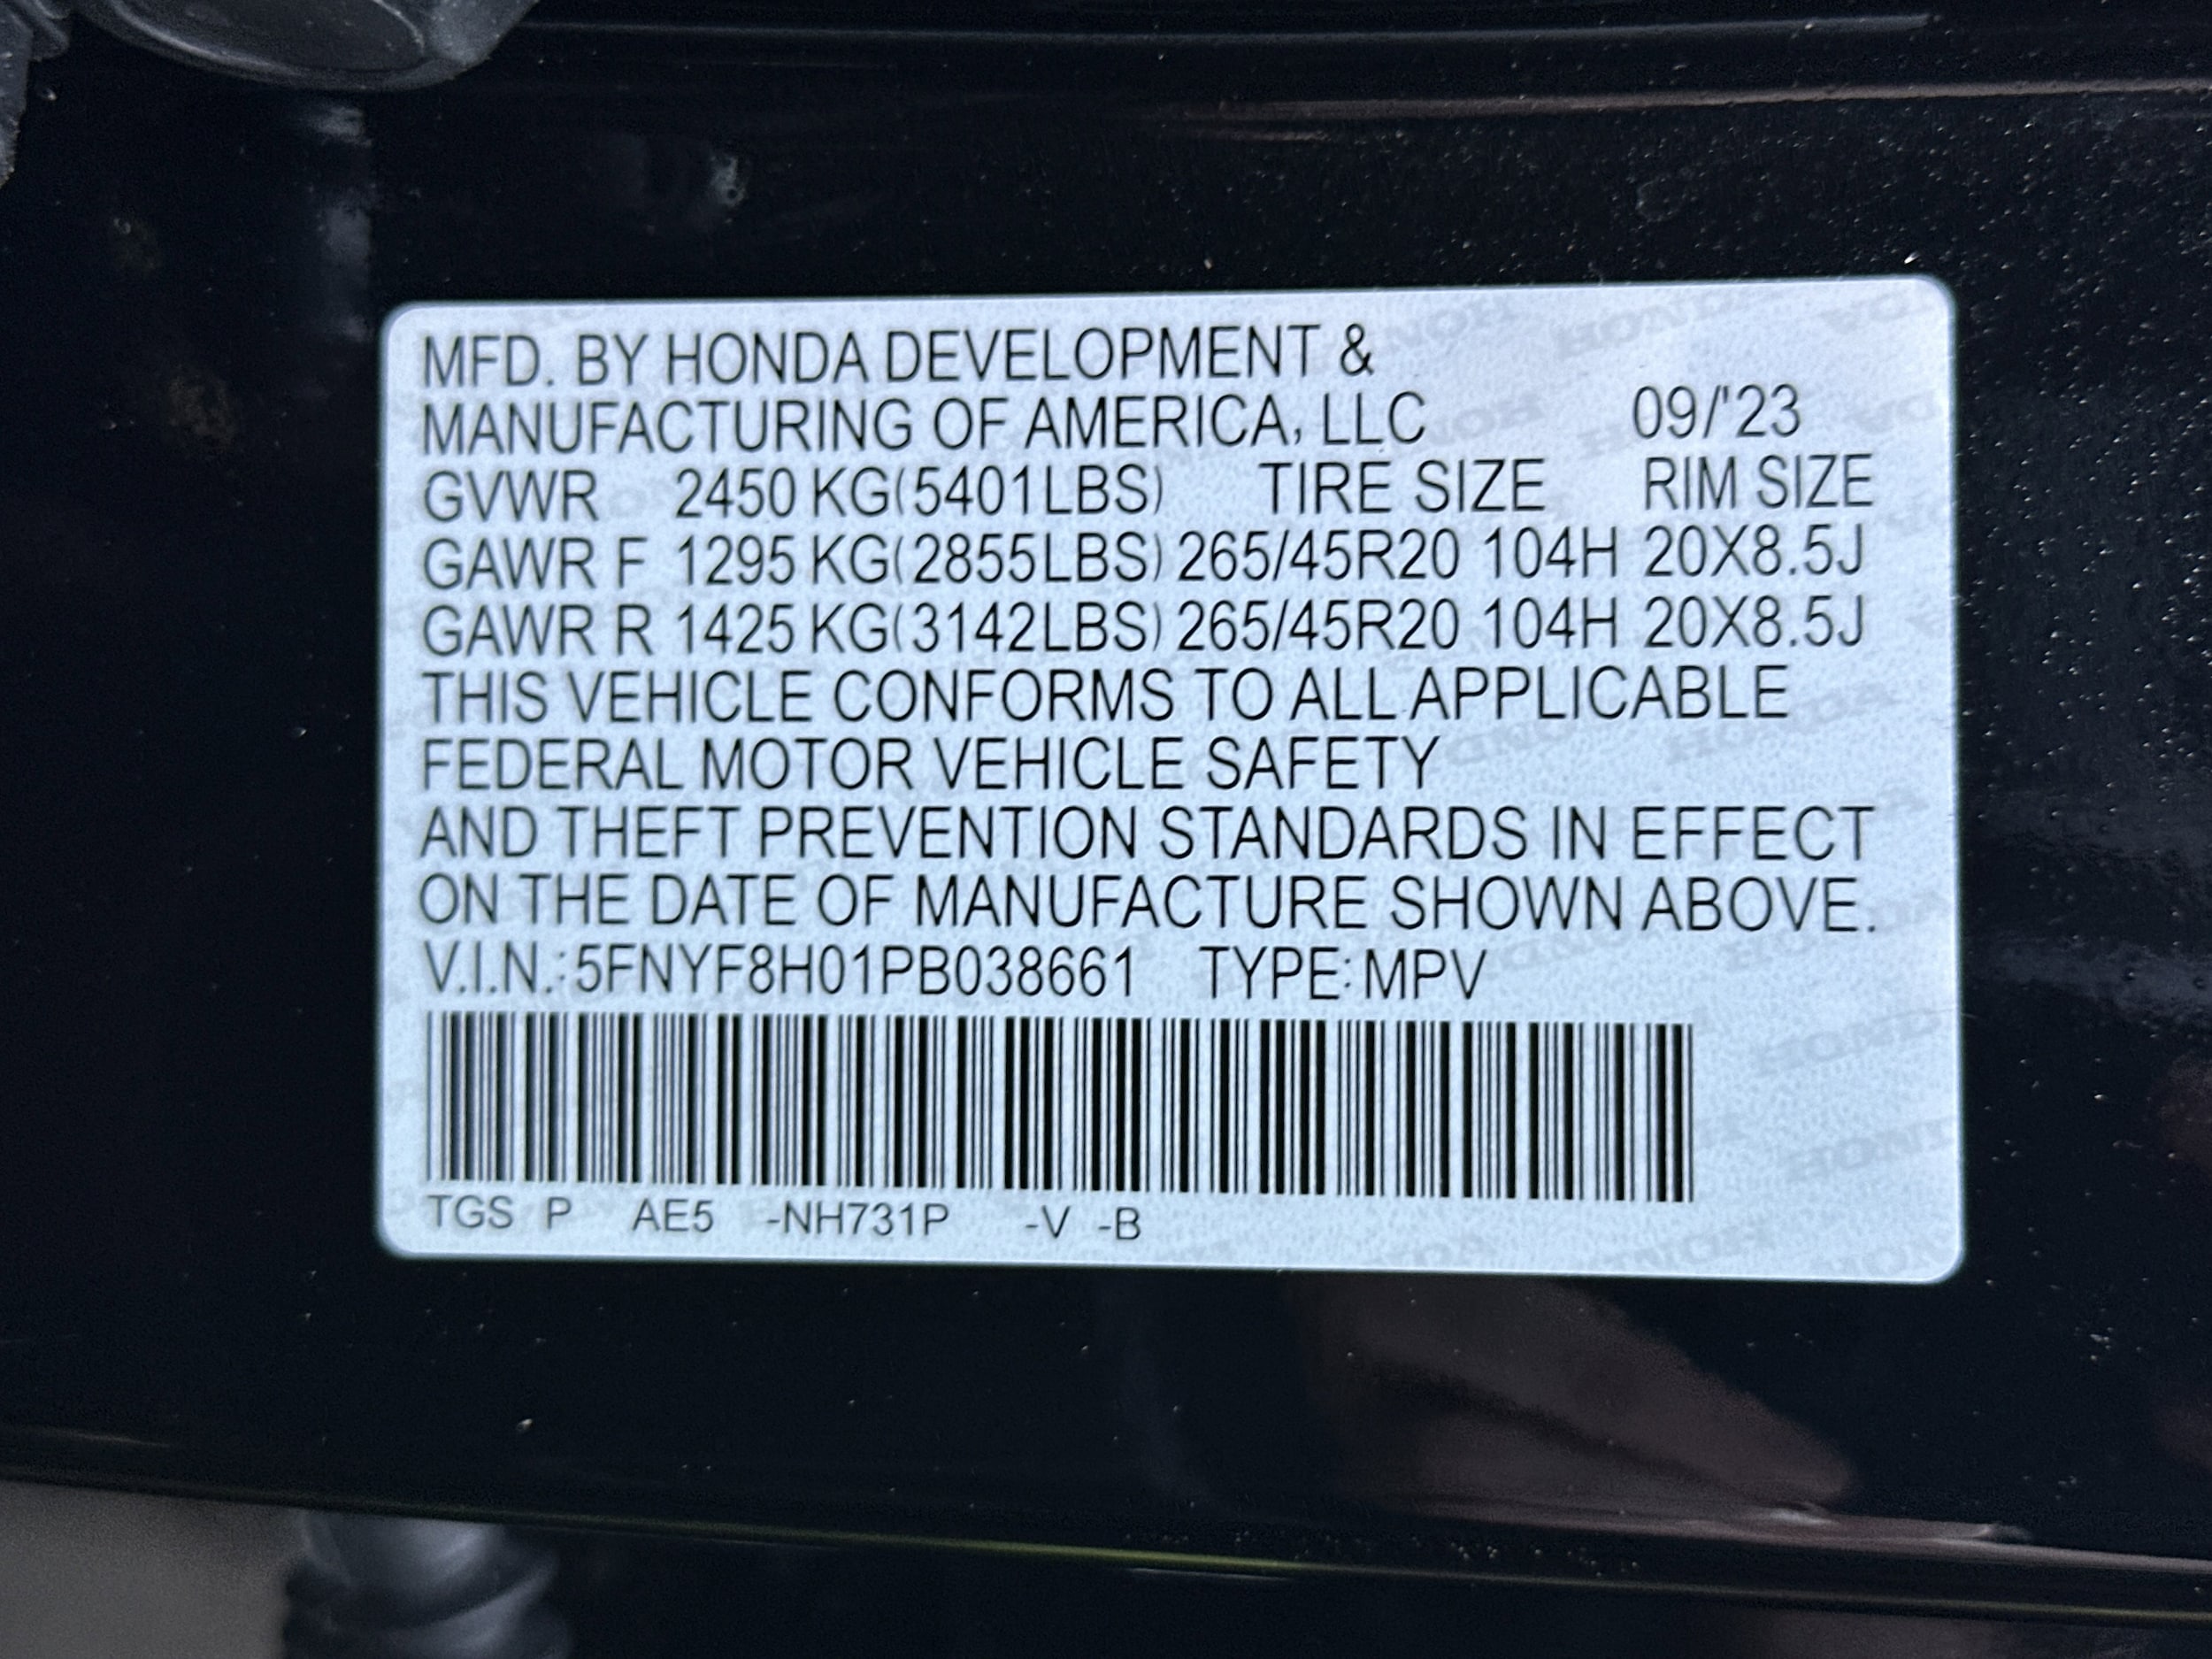 MFD. BY HONDA DEVELOPMENT &
MANUFACTURING OF AMERICA, LLC 09/'23
GVWR 2450 KG(5401LBS) TIRE SIZE RIM SIZE
GAWR F 1295 KG(2855LBS) 265/45R20 104H 20X8.5J
GAWR R 1425 KG(3142LBS) 265/45R20 104H 20X8.5J
THIS VEHICLE CONFORMS TO ALL APPLICABLE
FEDERAL MOTOR VEHICLE SAFETY
AND THEFT PREVENTION STANDARDS IN EFFECT
ON THE DATE OF MANUFACTURE SHOWN ABOVE.
V.I.N.:5FNYF8H01PB038661 TYPE:MPV
TGS P AE5 -NH731P -V -B